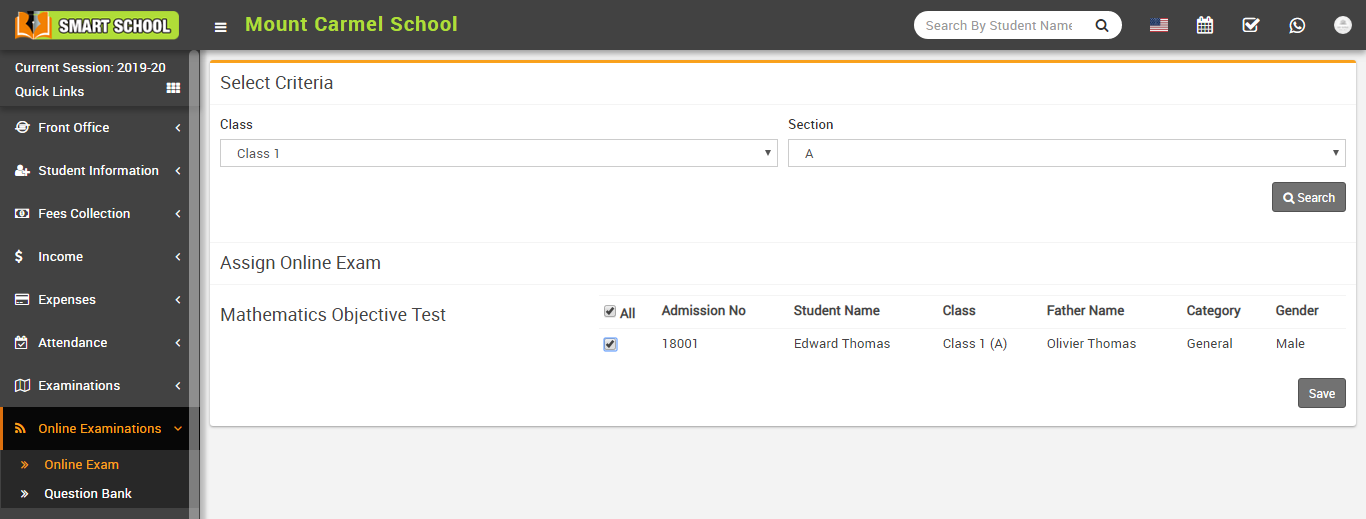 SMART SCHOOL
Mount Carmel School
Search By Student Name
Current Session: 2019-20
Quick Links
Front Office
Student Information
Fees Collection
Income
Expenses
Attendance
Examinations
Online Examinations
Online Exam
Question Bank
Select Criteria
Class Section
Class 1 A
Search
Assign Online Exam
Mathematics Objective Test
All Admission No Student Name Class Father Name Category Gender
18001 Edward Thomas Class 1 (A) Olivier Thomas General Male
Save